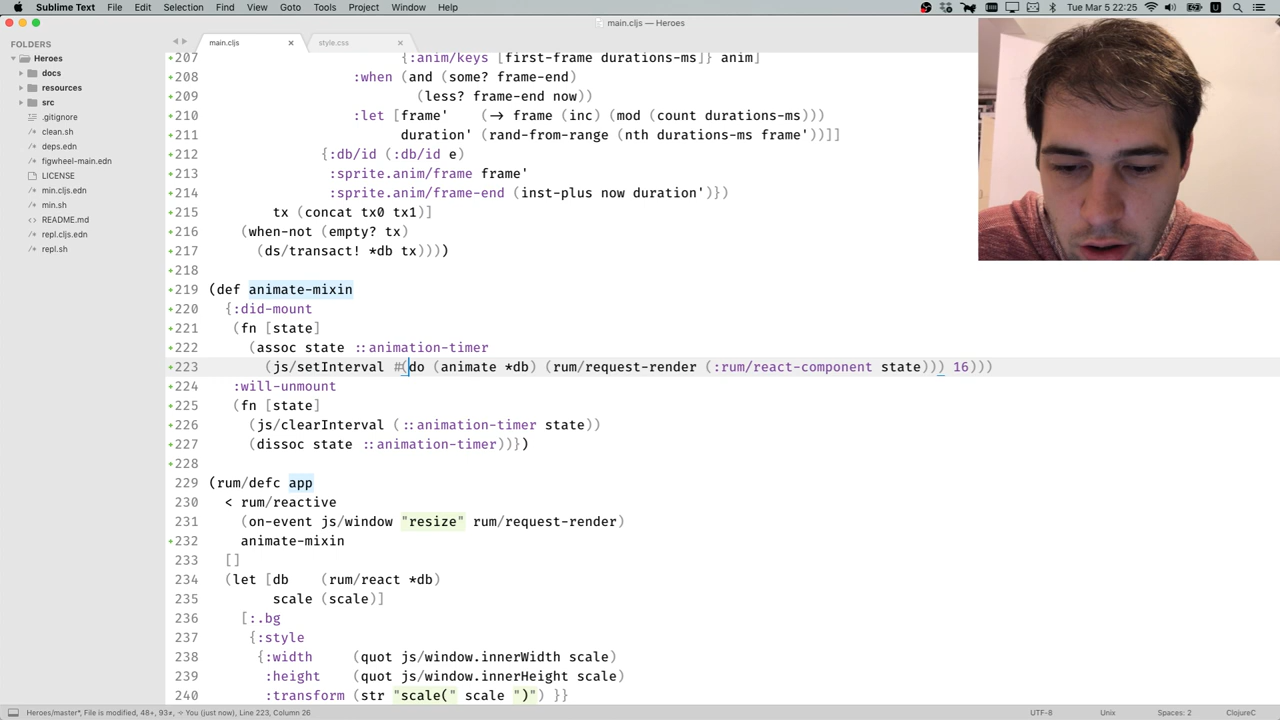 Sublime Text File Edit Selection Find View Goto Tools Project Window Help
Tue Mar 5 22:25
main.cljs — Heroes
FOLDERS
Heroes
docs
resources
src
.gitignore
clean.sh
deps.edn
figwheel-main.edn
LICENSE
min.cljs.edn
min.sh
README.md
repl.cljs.edn
repl.sh
main.cljs
style.css
207 {:anim/keys [first-frame durations-ms]} anim]
208 :when (and (some? frame-end)
209 (less? frame-end now))
210 :let [frame' (-> frame (inc) (mod (count durations-ms)))
211 duration' (rand-from-range (nth durations-ms frame'))]]
212 {:db/id (:db/id e)
213 :sprite.anim/frame frame'
214 :sprite.anim/frame-end (inst-plus now duration')})
215 tx (concat tx0 tx1)]
216 (when-not (empty? tx)
217 (ds/transact! *db tx))))
218
219 (def animate-mixin
220 {:did-mount
221 (fn [state]
222 (assoc state ::animation-timer
223 (js/setInterval #(do (animate *db) (rum/request-render (:rum/react-component state))) 16)))
224 :will-unmount
225 (fn [state]
226 (js/clearInterval (::animation-timer state))
227 (dissoc state ::animation-timer))})
228
229 (rum/defc app
230 < rum/reactive
231 (on-event js/window "resize" rum/request-render)
232 animate-mixin
233 []
234 (let [db (rum/react *db)
235 scale (scale)]
236 [:.bg
237 {:style
238 {:width (quot js/window.innerWidth scale)
239 :height (quot js/window.innerHeight scale)
240 :transform (str "scale(" scale ")") }}
Heroes/master*, File is modified, 48+, 93≠, → You (just now), Line 223, Column 26
UTF-8 Unix Spaces: 2 ClojureC